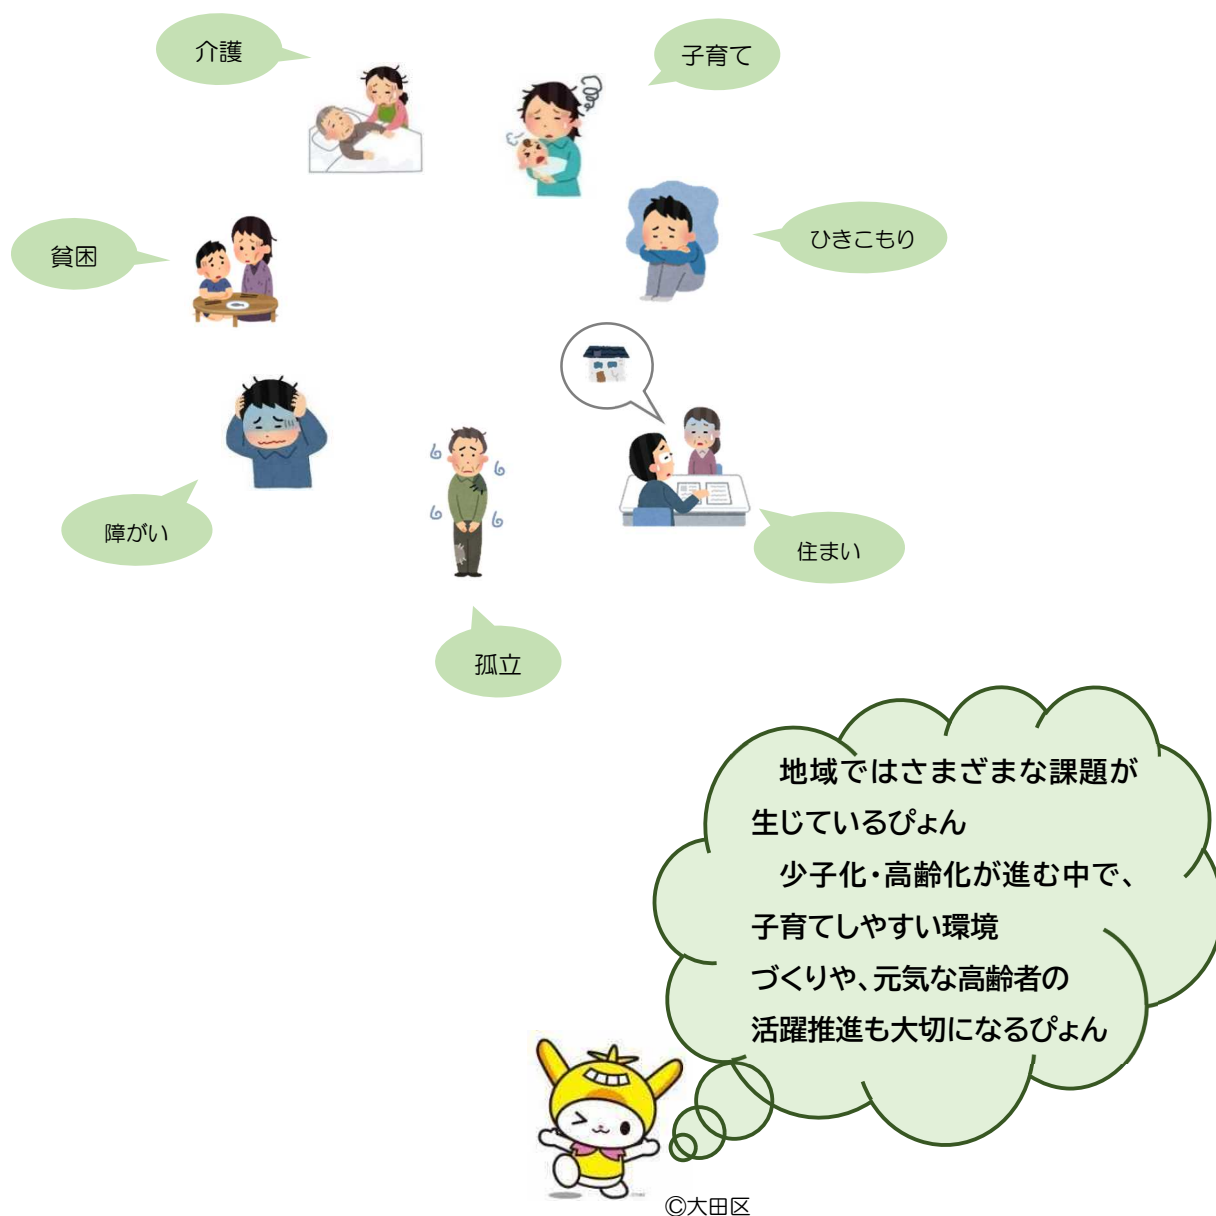 介護
子育て
貧困
ひきこもり
障がい
住まい
孤立
地域ではさまざまな課題が
生じているぴょん
少子化・高齢化が進む中で、
子育てしやすい環境
づくりや、元気な高齢者の
活躍推進も大切になるぴょん
©大田区